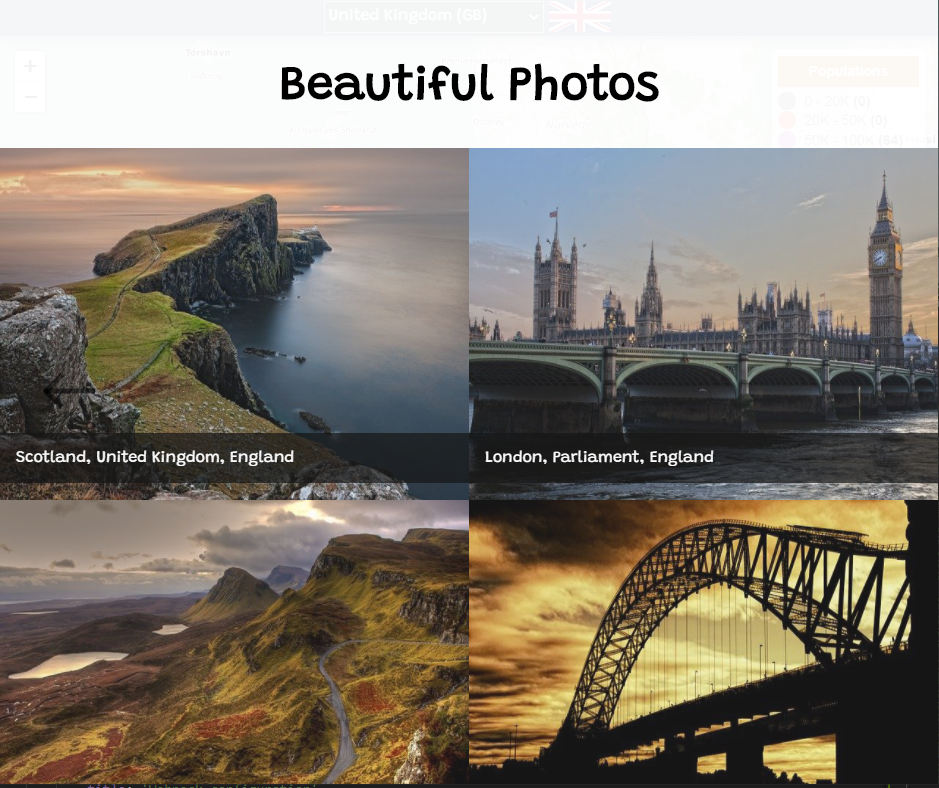 United Kingdom (GB)
Tórshavn
+
−
Beautiful Photos
Populations
0 - 20K (0)
20K - 50K (0)
50K - 100K (84)
Scotland, United Kingdom, England
London, Parliament, England